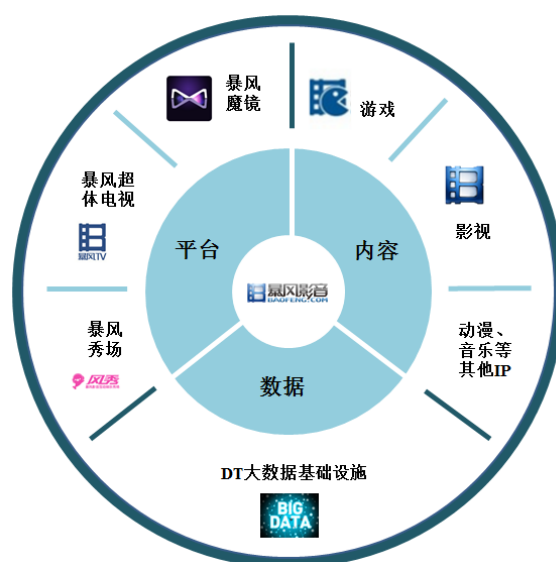 暴风
魔镜
游戏
暴风超
体电视
暴风TV
影视
平台
内容
暴风影音
BAOFENG.COM
暴风
秀场
风秀
动漫、
音乐等
其他IP
数据
DT大数据基础设施
BIG
DATA